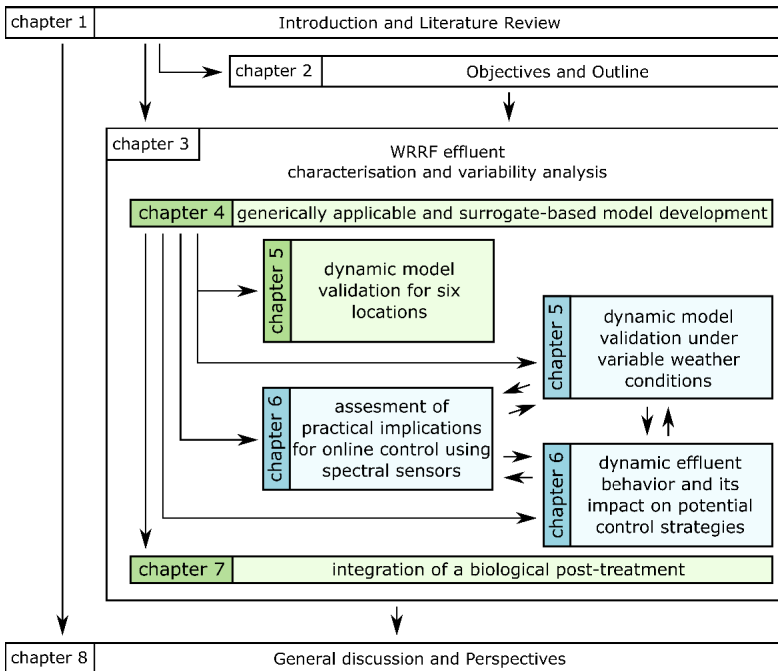 chapter 1
Introduction and Literature Review
chapter 2
Objectives and Outline
chapter 3
WRRF effluent
characterisation and variability analysis
chapter 4
generically applicable and surrogate-based model development
chapter 5
dynamic model
validation for six
locations
chapter 5
dynamic model
validation under
variable weather
conditions
chapter 6
assesment of
practical implications
for online control using
spectral sensors
chapter 6
dynamic effluent
behavior and its
impact on potential
control strategies
chapter 7
integration of a biological post-treatment
chapter 8
General discussion and Perspectives